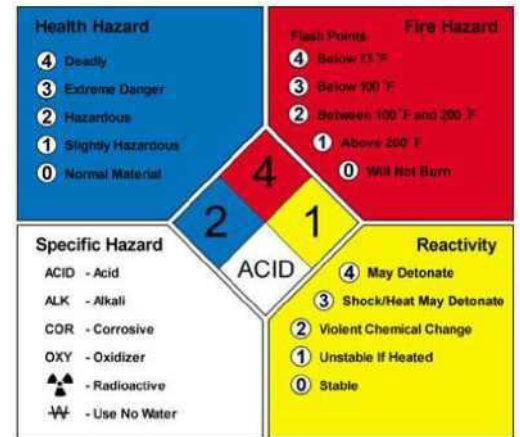 Health Hazard
4 Deadly
3 Extreme Danger
2 Hazardous
1 Slightly Hazardous
0 Normal Material
Fire Hazard
Flash Points
4 Below 73 °F
3 Below 100 °F
2 Between 100 °F and 200 °F
1 Above 200 °F
0 Will Not Burn
4
2
1
ACID
Specific Hazard
ACID - Acid
ALK - Alkali
COR - Corrosive
OXY - Oxidizer
- Radioactive
W - Use No Water
Reactivity
4 May Detonate
3 Shock/Heat May Detonate
2 Violent Chemical Change
1 Unstable If Heated
0 Stable